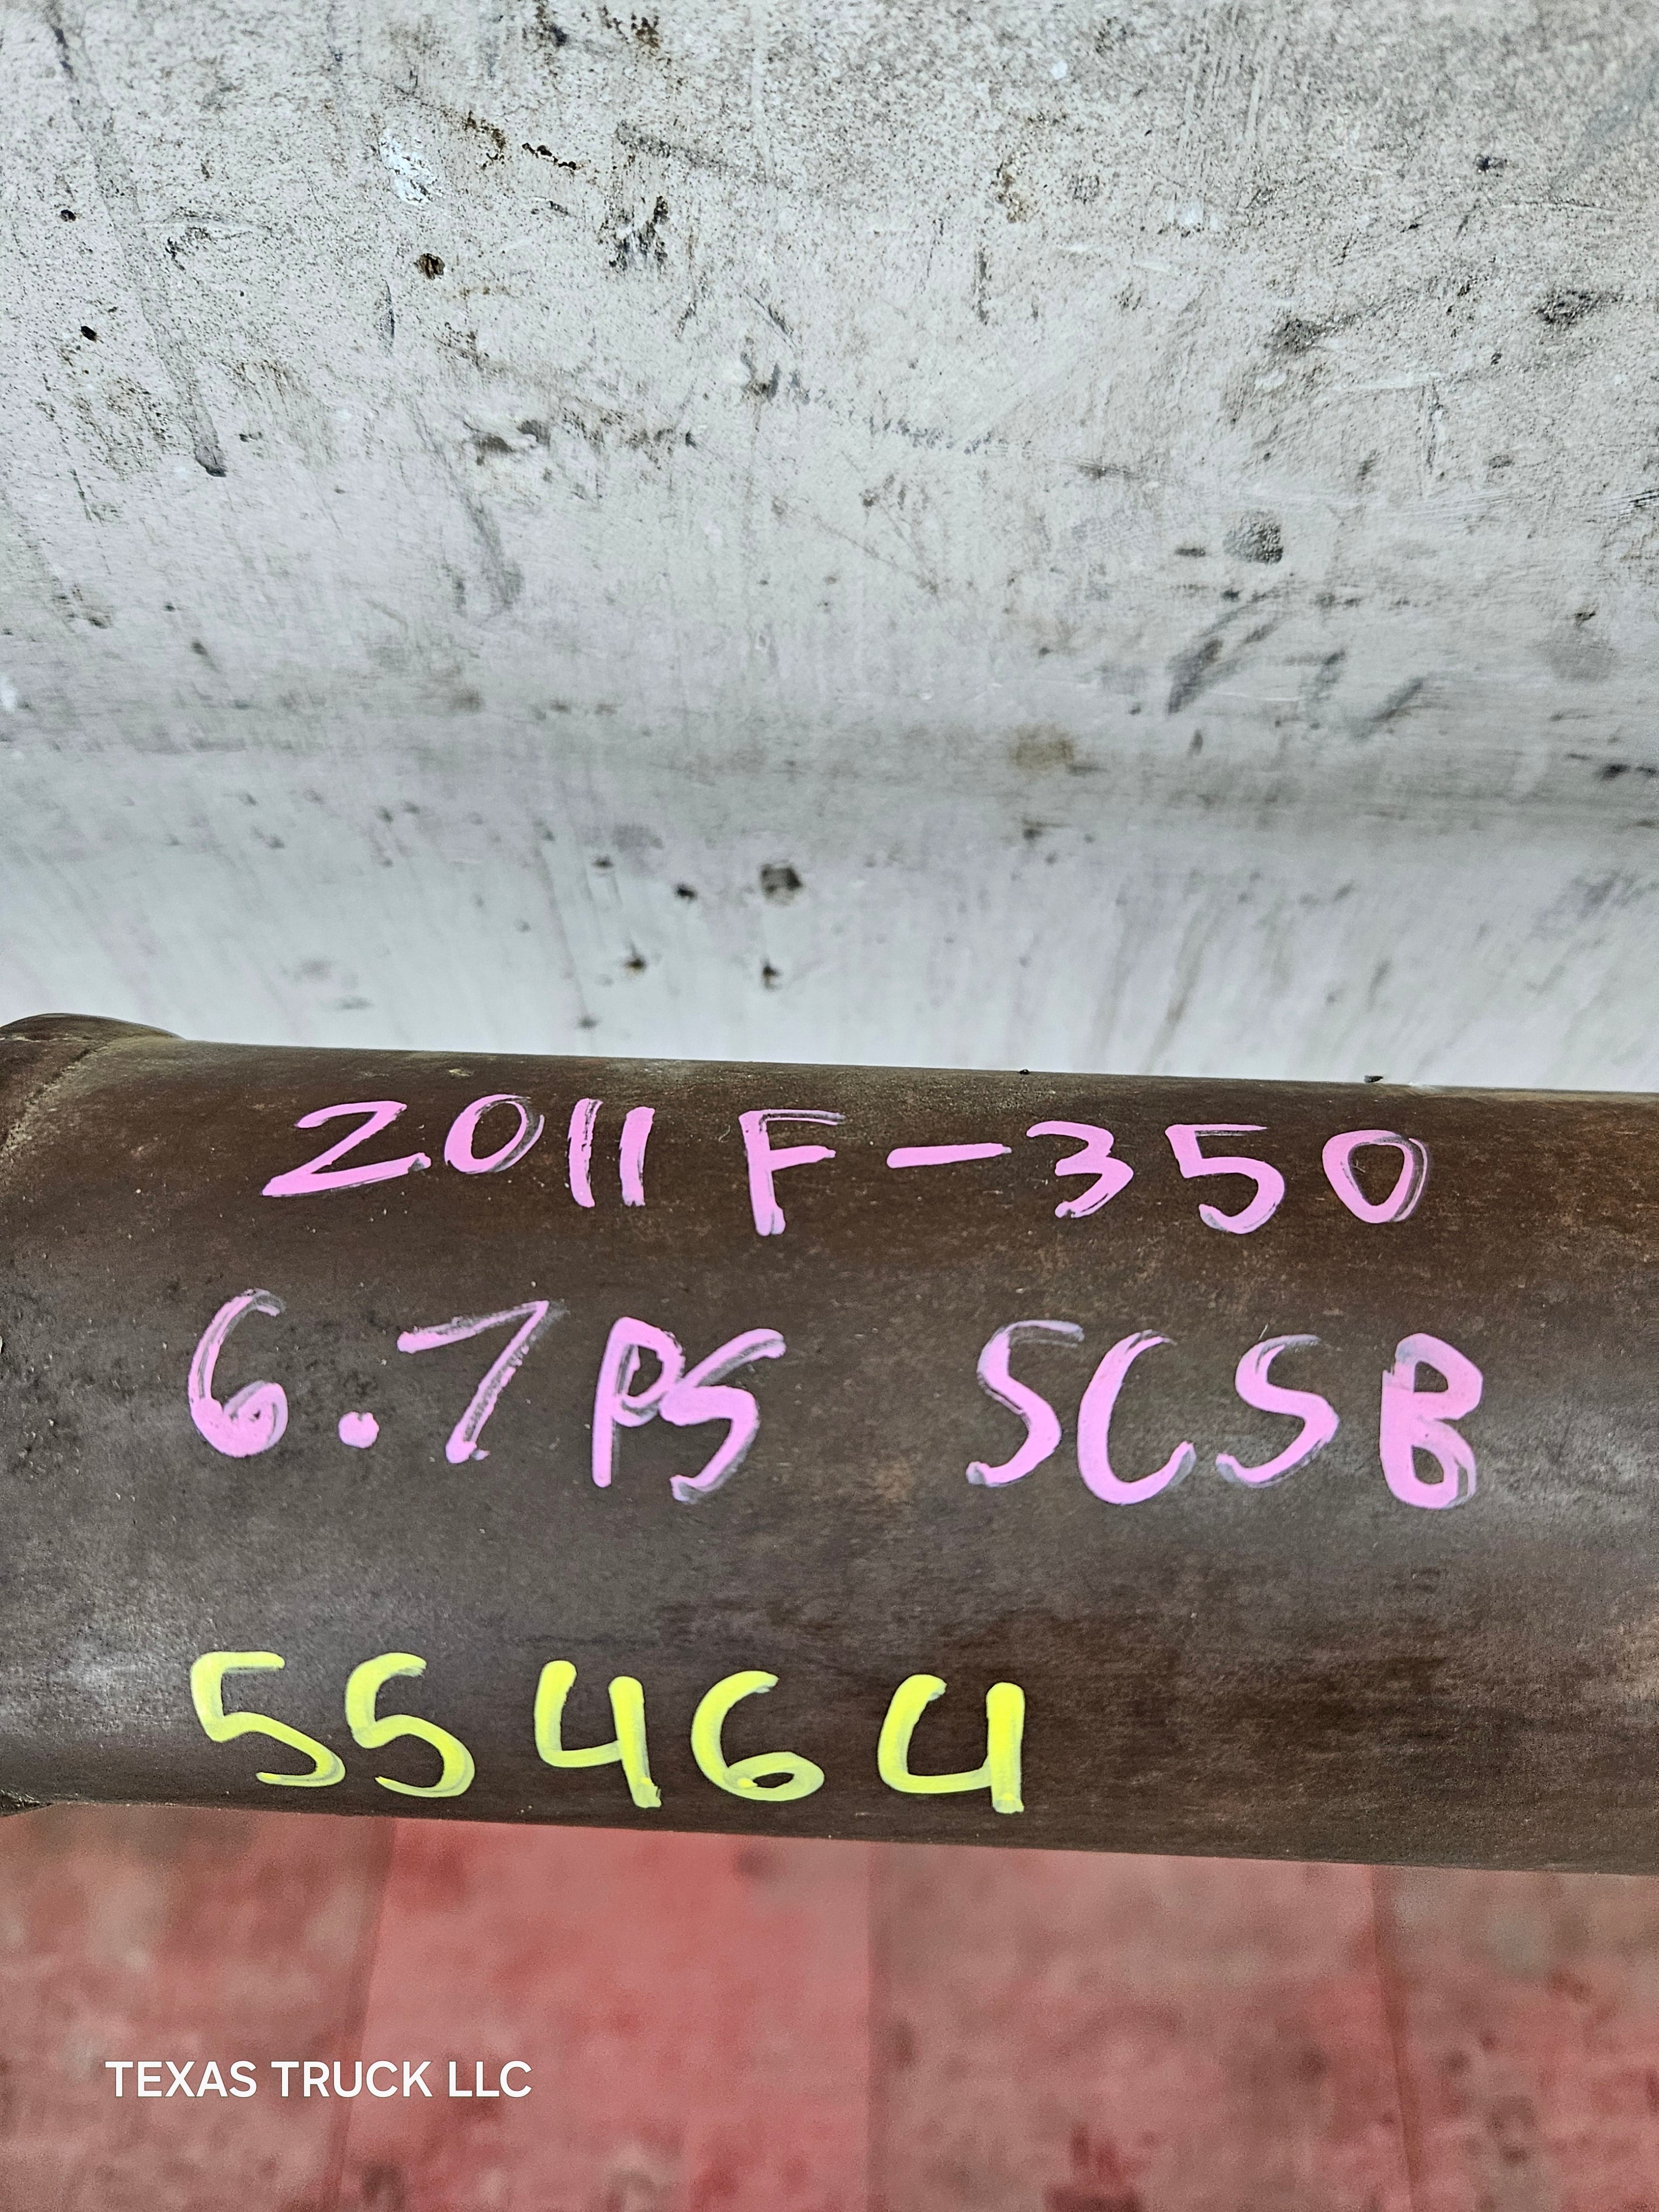 2011 F-350
6.7 PS SCSB
55464
TEXAS TRUCK LLC